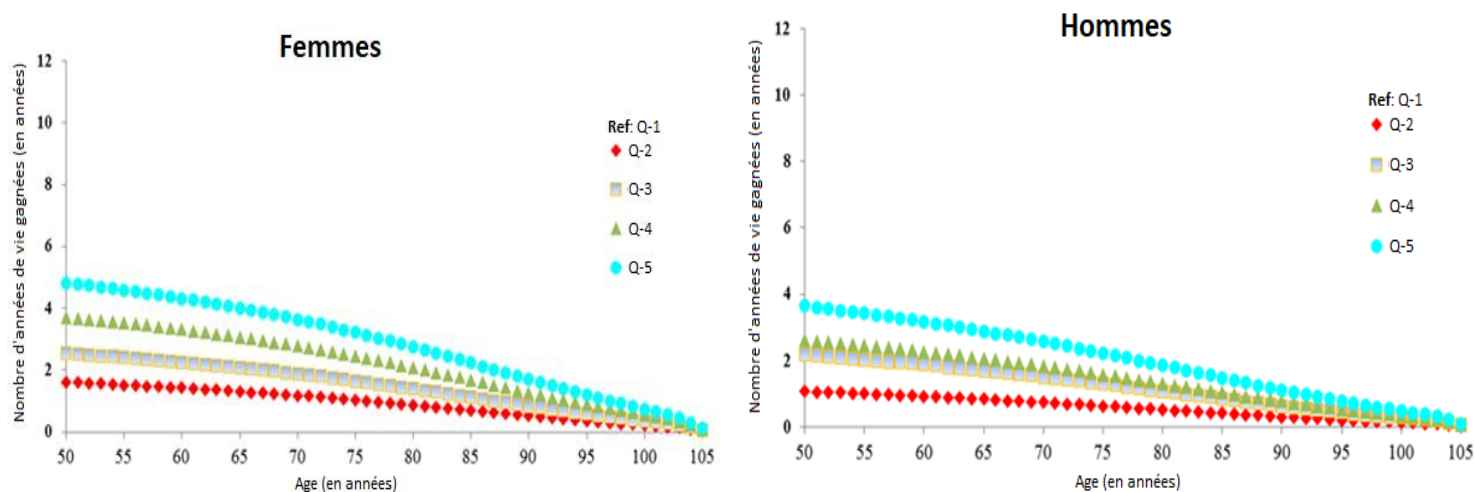 Femmes
Nombre d'années de vie gagnées (en années)
12
10
8
6
4
2
0
50 55 60 65 70 75 80 85 90 95 100 105
Age (en années)
Ref: Q-1
Q-2
Q-3
Q-4
Q-5
Hommes
Nombre d'années de vie gagnées (en années)
12
10
8
6
4
2
0
50 55 60 65 70 75 80 85 90 95 100 105
Age (en années)
Ref: Q-1
Q-2
Q-3
Q-4
Q-5